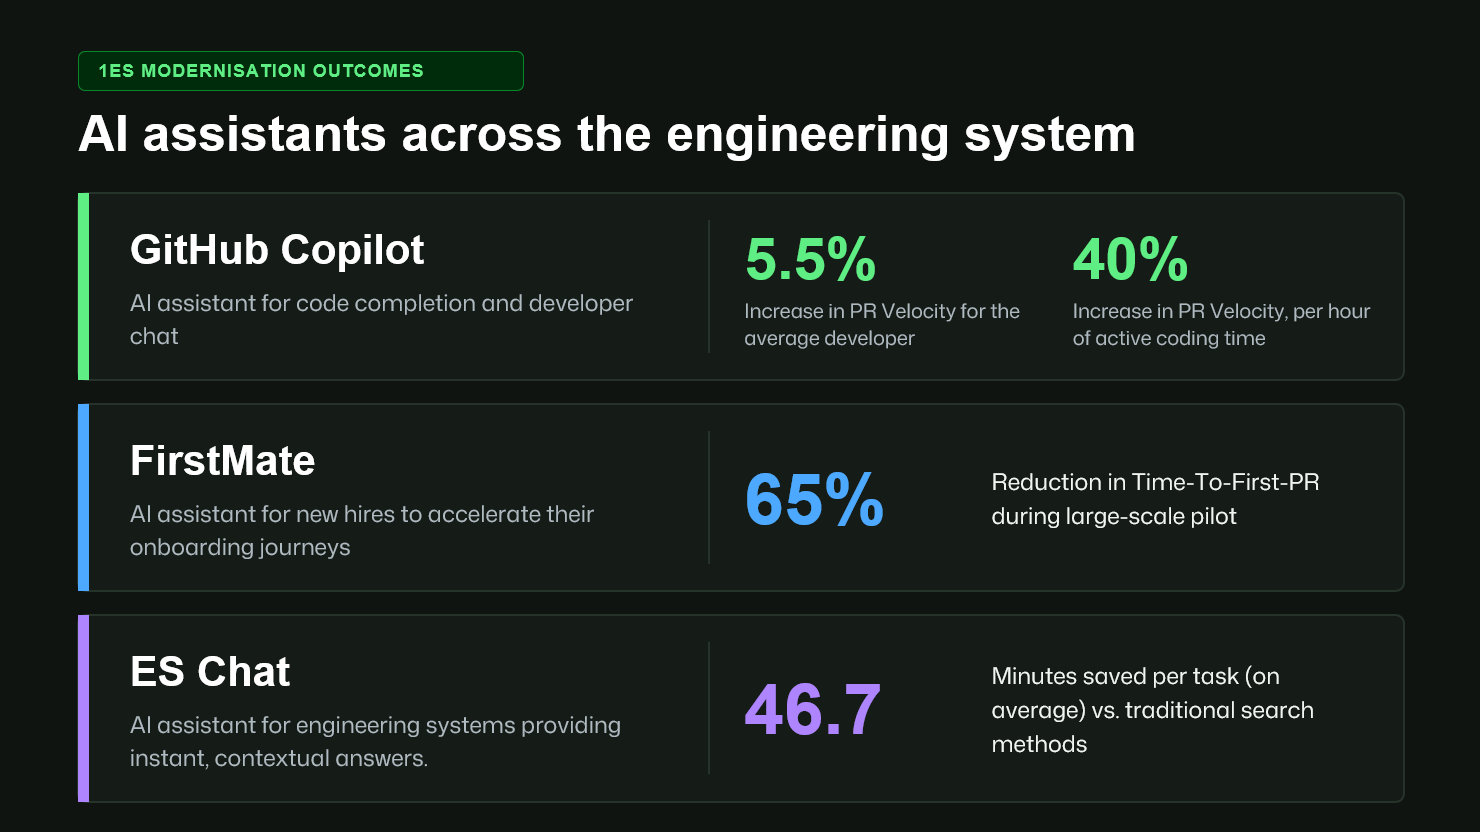 1ES MODERNISATION OUTCOMES
AI assistants across the engineering system
GitHub Copilot
AI assistant for code completion and developer
chat
5.5%
Increase in PR Velocity for the
average developer
40%
Increase in PR Velocity, per hour
of active coding time
FirstMate
AI assistant for new hires to accelerate their
onboarding journeys
65%
Reduction in Time-To-First-PR
during large-scale pilot
ES Chat
AI assistant for engineering systems providing
instant, contextual answers.
46.7
Minutes saved per task (on
average) vs. traditional search
methods